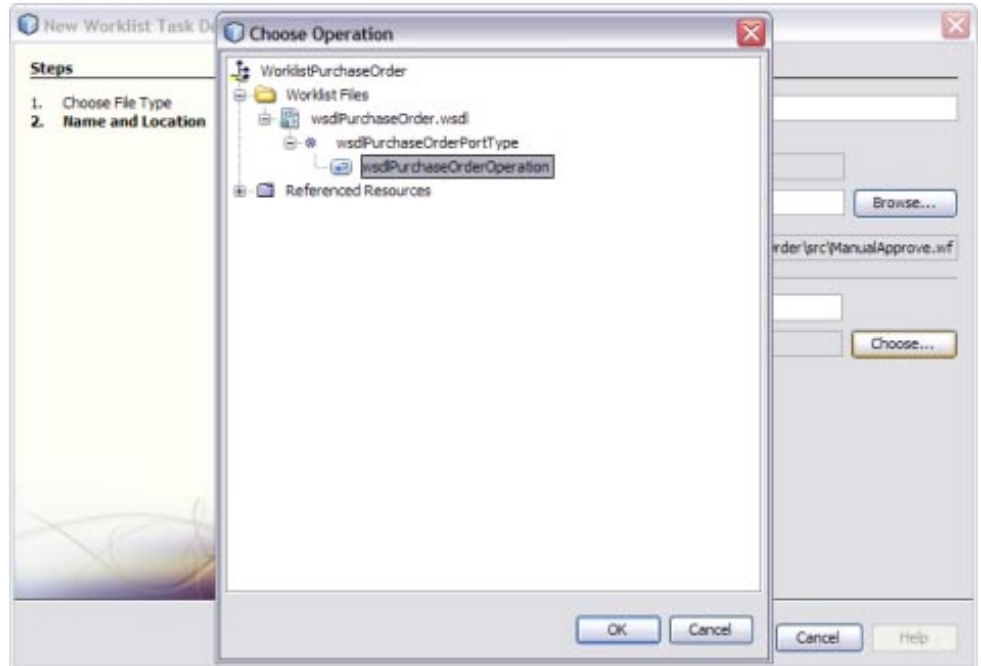 New Worklist Task De
Choose Operation
Steps
1. Choose File Type
2. Name and Location
WorklistPurchaseOrder
Worklist Files
wsdlPurchaseOrder.wsdl
wsdlPurchaseOrderPortType
wsdlPurchaseOrderOperation
Referenced Resources
Browse...
rder\src\ManualApprove.wf
Choose...
OK
Cancel
Cancel
Help